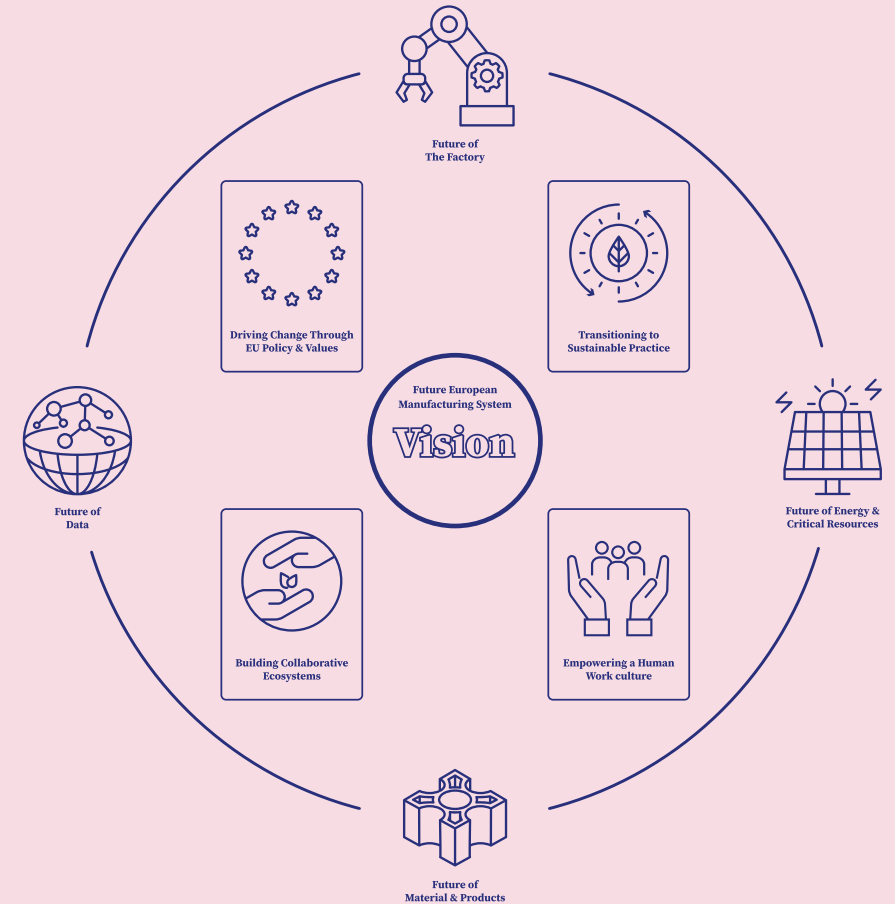 Future of
The Factory
Driving Change Through
EU Policy & Values
Transitioning to
Sustainable Practice
Future European
Manufacturing System
Vision
Future of
Data
Future of Energy &
Critical Resources
Building Collaborative
Ecosystems
Empowering a Human
Work culture
Future of
Material & Products